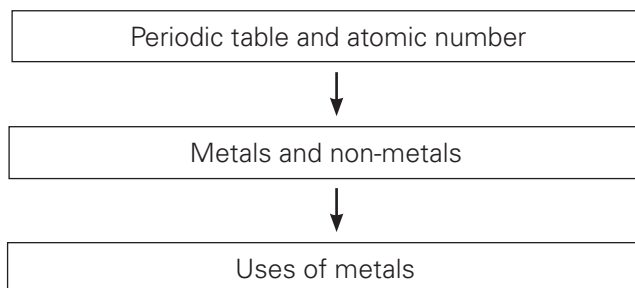 Periodic table and atomic number
Metals and non-metals
Uses of metals